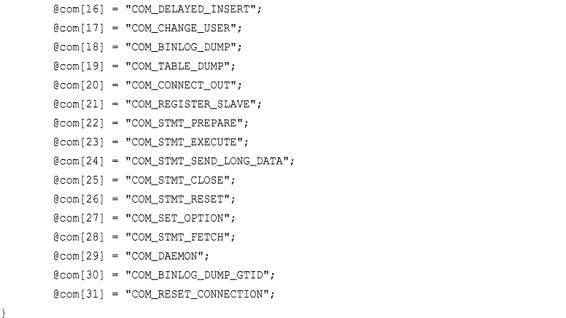 @com[16] = "COM_DELAYED_INSERT";
@com[17] = "COM_CHANGE_USER";
@com[18] = "COM_BINLOG_DUMP";
@com[19] = "COM_TABLE_DUMP";
@com[20] = "COM_CONNECT_OUT";
@com[21] = "COM_REGISTER_SLAVE";
@com[22] = "COM_STMT_PREPARE";
@com[23] = "COM_STMT_EXECUTE";
@com[24] = "COM_STMT_SEND_LONG_DATA";
@com[25] = "COM_STMT_CLOSE";
@com[26] = "COM_STMT_RESET";
@com[27] = "COM_SET_OPTION";
@com[28] = "COM_STMT_FETCH";
@com[29] = "COM_DAEMON";
@com[30] = "COM_BINLOG_DUMP_GTID";
@com[31] = "COM_RESET_CONNECTION";
}